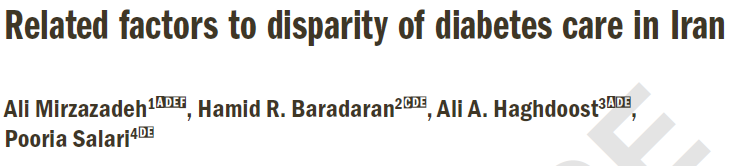 Related factors to disparity of diabetes care in Iran
Ali Mirzazadeh1ADEF, Hamid R. Baradaran2CDE, Ali A. Haghdoost3ADE,
Pooria Salari4DE